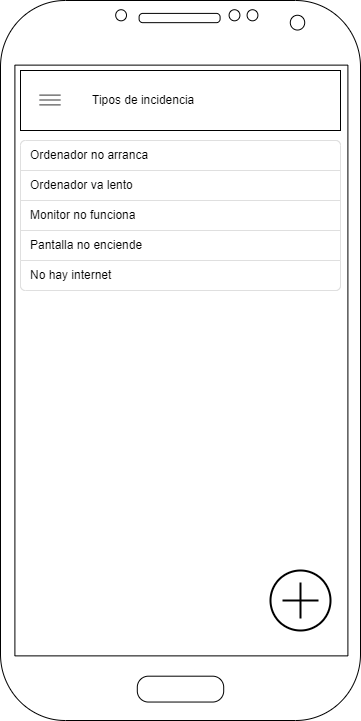 Tipos de incidencia
Ordenador no arranca
Ordenador va lento
Monitor no funciona
Pantalla no enciende
No hay internet